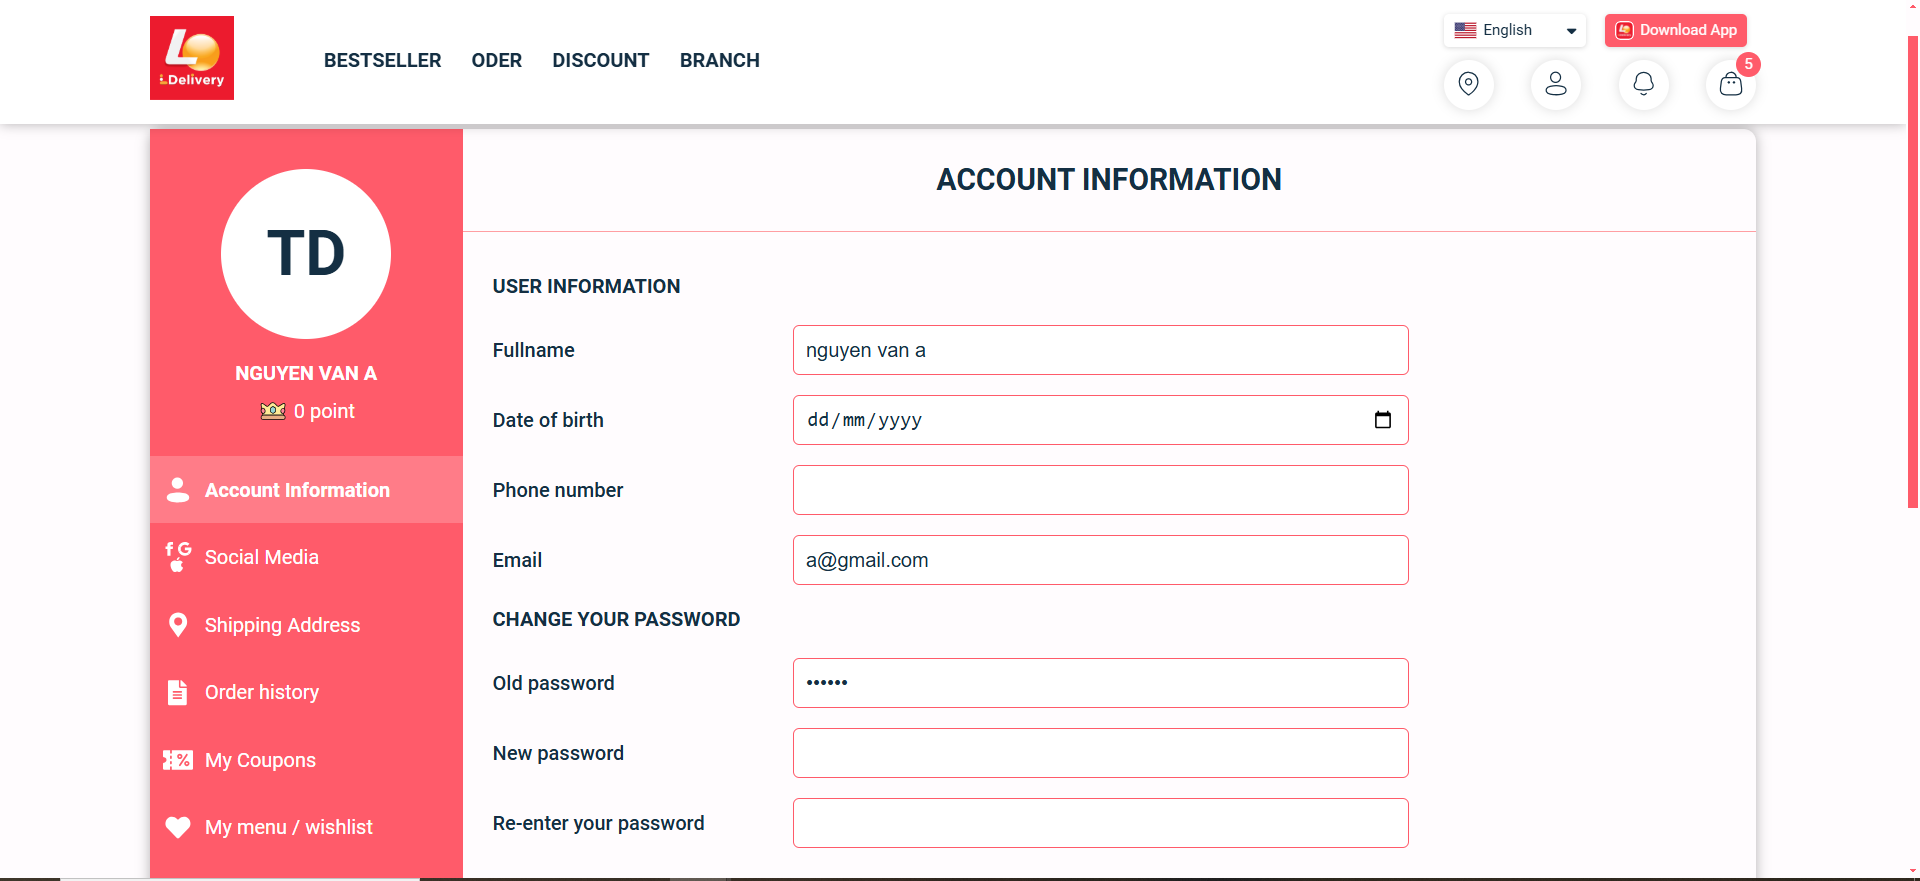 LDelivery
BESTSELLER ODER DISCOUNT BRANCH
English
Download App
5
TD
NGUYEN VAN A
0 point
Account Information
Social Media
Shipping Address
Order history
My Coupons
My menu / wishlist
ACCOUNT INFORMATION
USER INFORMATION
Fullname nguyen van a
Date of birth dd/mm/yyyy
Phone number
Email a@gmail.com
CHANGE YOUR PASSWORD
Old password ••••••
New password
Re-enter your password